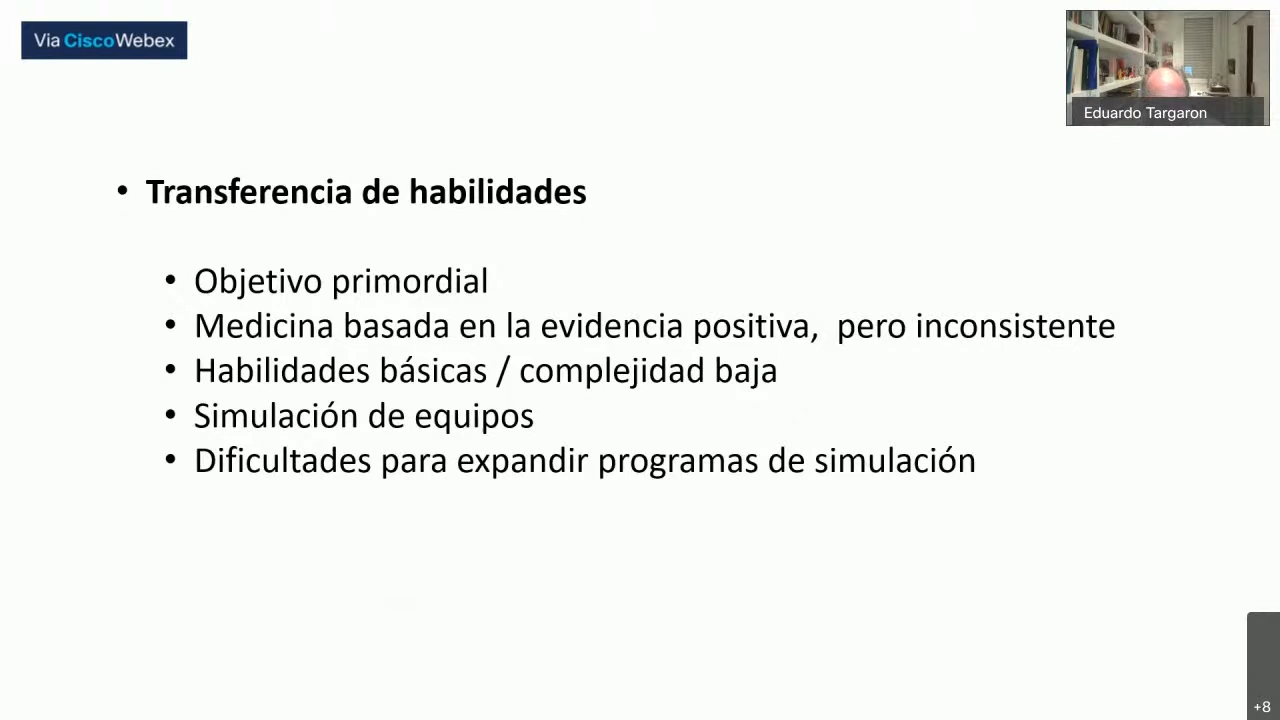 Via CiscoWebex
Eduardo Targaron
• Transferencia de habilidades
• Objetivo primordial
• Medicina basada en la evidencia positiva, pero inconsistente
• Habilidades básicas / complejidad baja
• Simulación de equipos
• Dificultades para expandir programas de simulación
+8